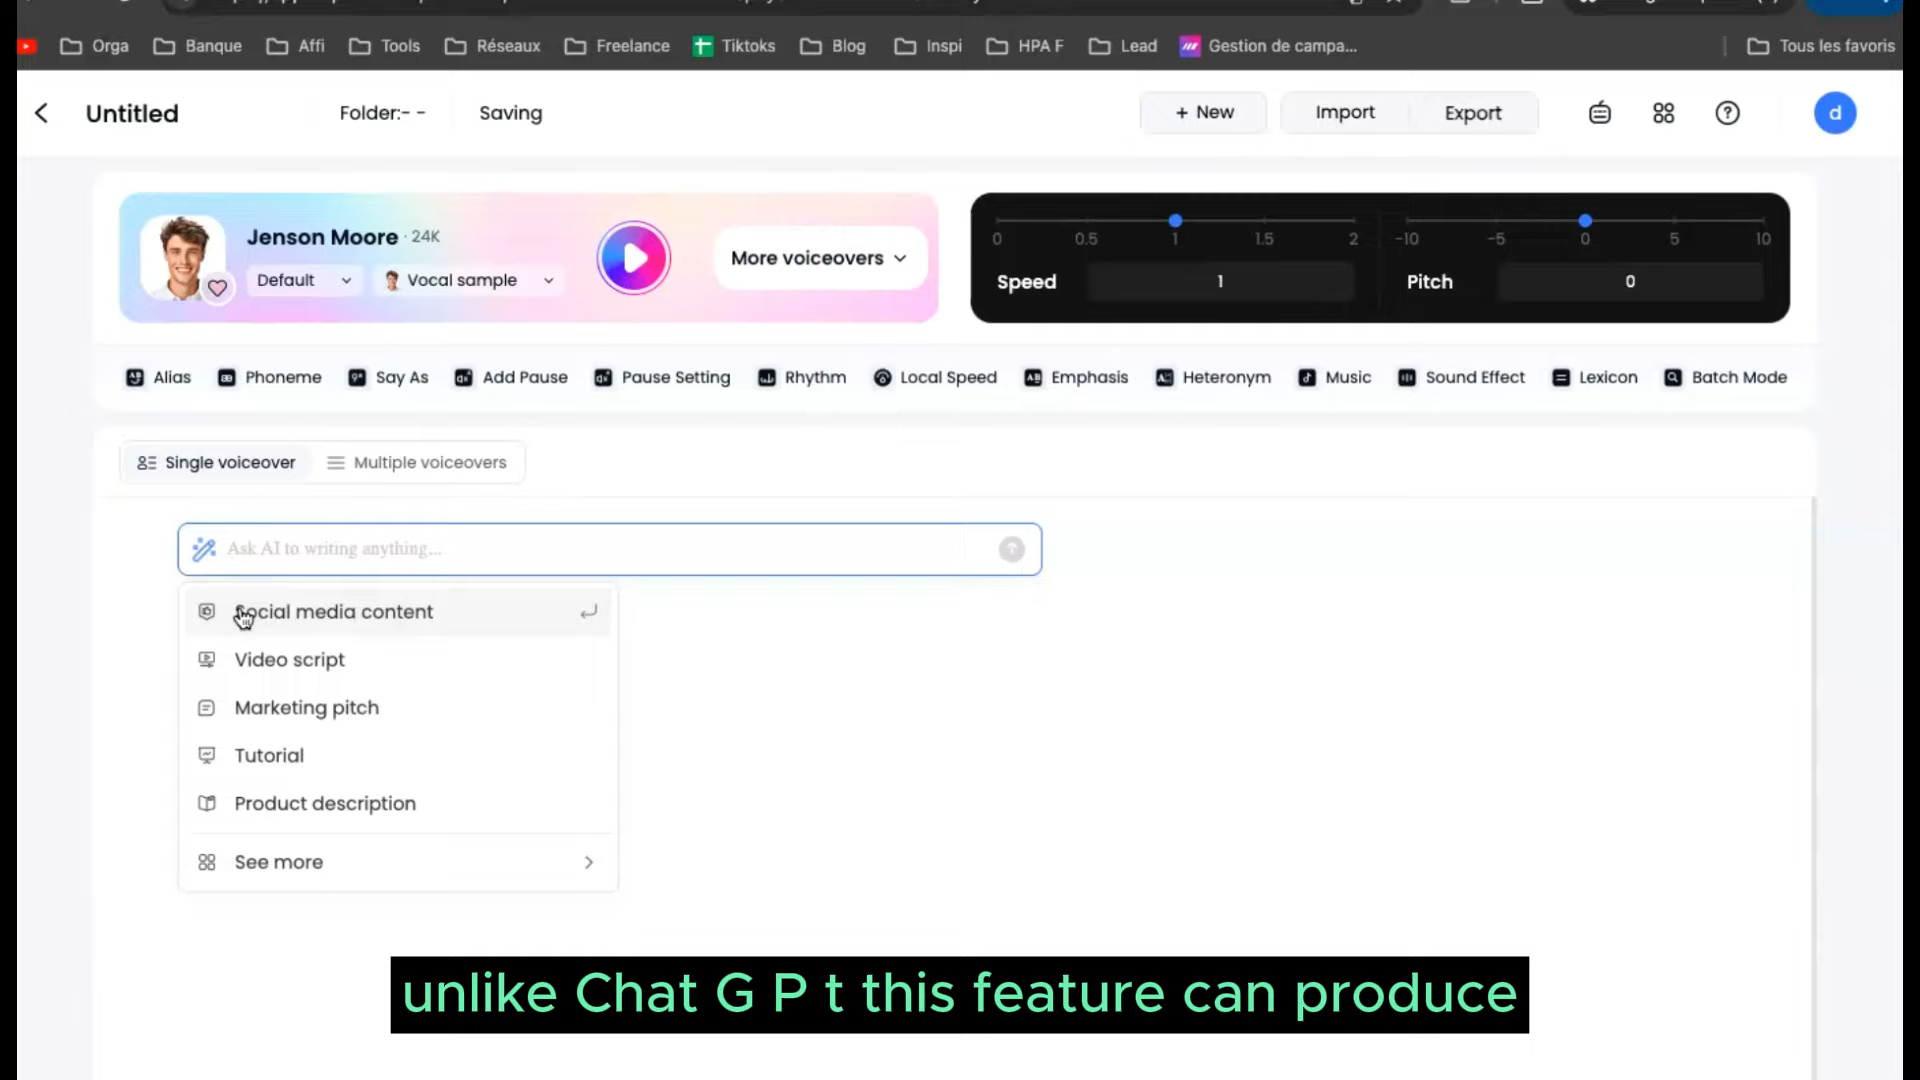 Orga Banque Affi Tools Réseaux Freelance Tiktoks Blog Inspi HPA F Lead Gestion de campa... Tous les favoris
Untitled Folder:- - Saving + New Import Export d
Jenson Moore · 24K
Default Vocal sample
More voiceovers
0 0.5 1 1.5 2 -10 -5 0 5 10
Speed 1 Pitch 0
Alias Phoneme Say As Add Pause Pause Setting Rhythm Local Speed Emphasis Heteronym Music Sound Effect Lexicon Batch Mode
Single voiceover Multiple voiceovers
Ask AI to writing anything...
Social media content
Video script
Marketing pitch
Tutorial
Product description
See more
unlike Chat G P t this feature can produce